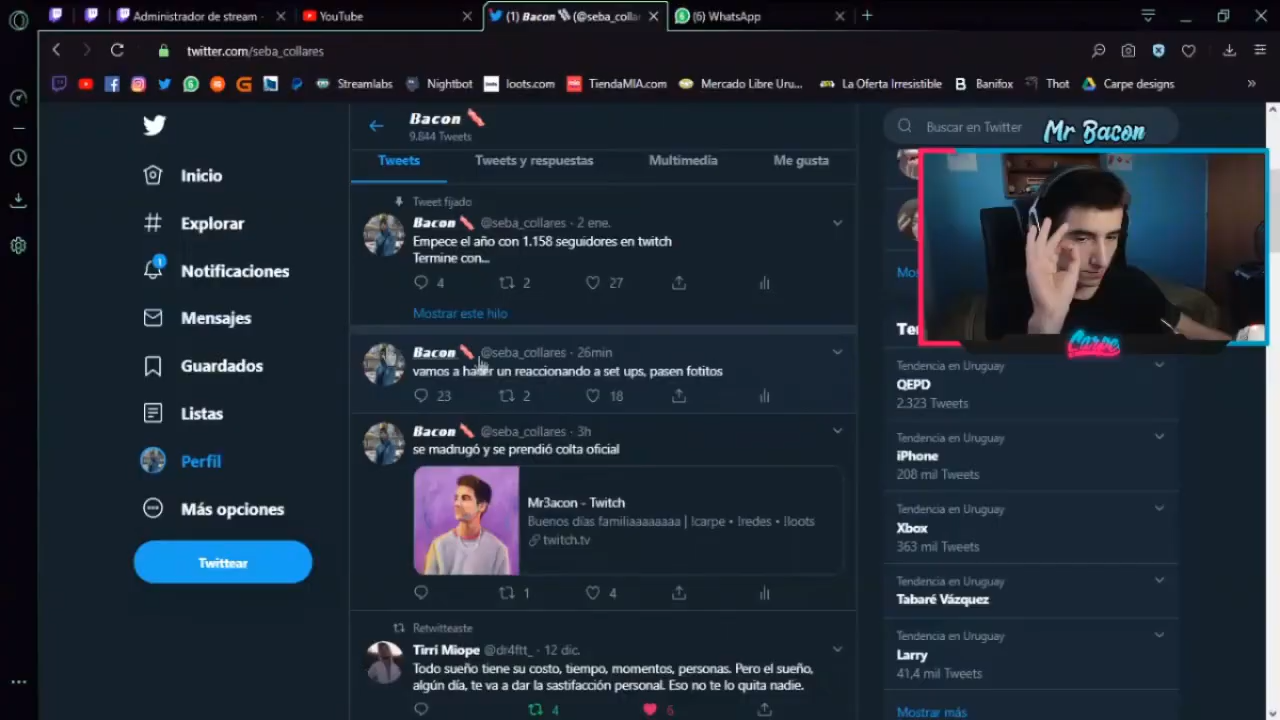 Administrador de stream
YouTube
(1) Bacon (@seba_colla
(6) WhatsApp
twitter.com/seba_collares
Streamlabs
Nightbot
loots.com
TiendaMIA.com
Mercado Libre Uru...
La Oferta Irresistible
Banifox
Thot
Carpe designs
Bacon
9.844 Tweets
Buscar en Twitter
Mr Bacon
Tweets
Tweets y respuestas
Multimedia
Me gusta
Inicio
Explorar
1
Notificaciones
Mensajes
Guardados
Listas
Perfil
Más opciones
Twittear
Tweet fijado
Bacon @seba_collares · 2 ene.
Empece el año con 1.158 seguidores en twitch
Termine con...
4 2 27
Mostrar este hilo
Bacon @seba_collares · 26min
vamos a hacer un reaccionando a set ups, pasen fotitos
23 2 18
Bacon @seba_collares · 3h
se madrugó y se prendió colta oficial
Mr3acon - Twitch
Buenos días familiaaaaaaaa | !carpe • !redes • !loots
twitch.tv
1 4
Retwitteaste
Tirri Miope @dr4ftt_ · 12 dic.
Todo sueño tiene su costo, tiempo, momentos, personas. Pero el sueño,
algún día, te va a dar la sastifacción personal. Eso no te lo quita nadie.
4 6
Mo
Te
Carpe
Tendencia en Uruguay
QEPD
2.323 Tweets
Tendencia en Uruguay
iPhone
208 mil Tweets
Tendencia en Uruguay
Xbox
363 mil Tweets
Tendencia en Uruguay
Tabaré Vázquez
Tendencia en Uruguay
Larry
41,4 mil Tweets
Mostrar más